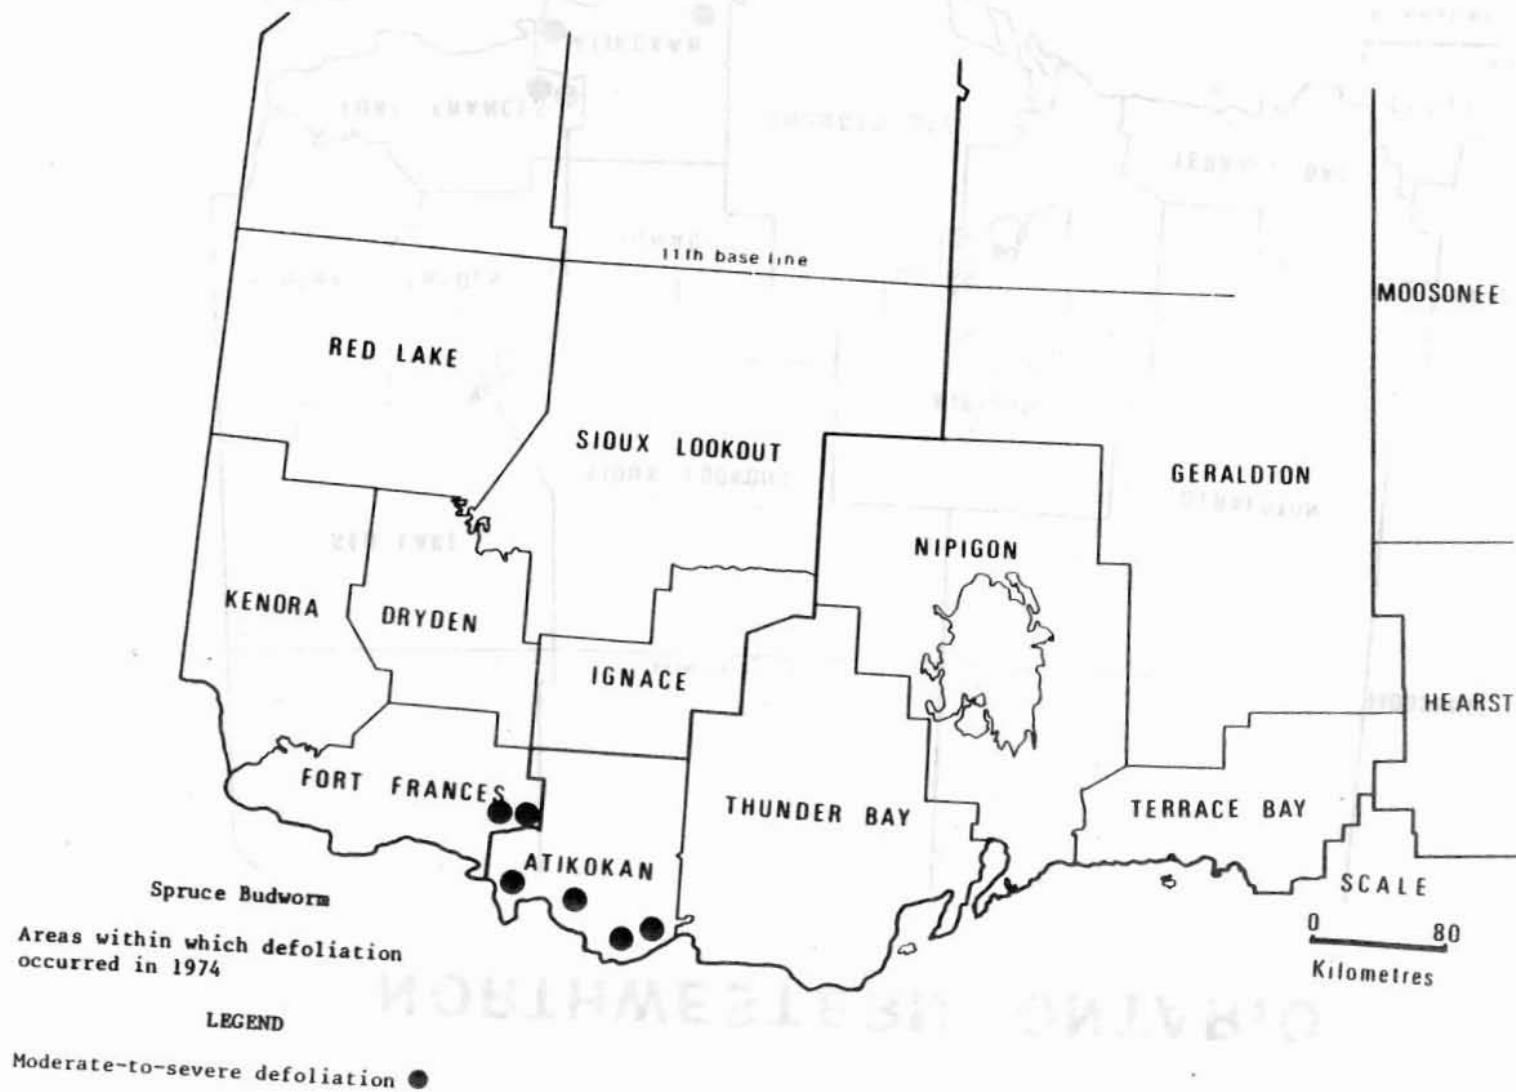 11th base line
MOOSONEE
RED LAKE
SIOUX LOOKOUT
GERALDTON
NIPIGON
KENORA
DRYDEN
IGNACE
HEARST
FORT FRANCES
THUNDER BAY
TERRACE BAY
ATIKOKAN
SCALE
0 80
Kilometres
Spruce Budworm
Areas within which defoliation
occurred in 1974
LEGEND
Moderate-to-severe defoliation
NORTHWESTERN ONTARIO